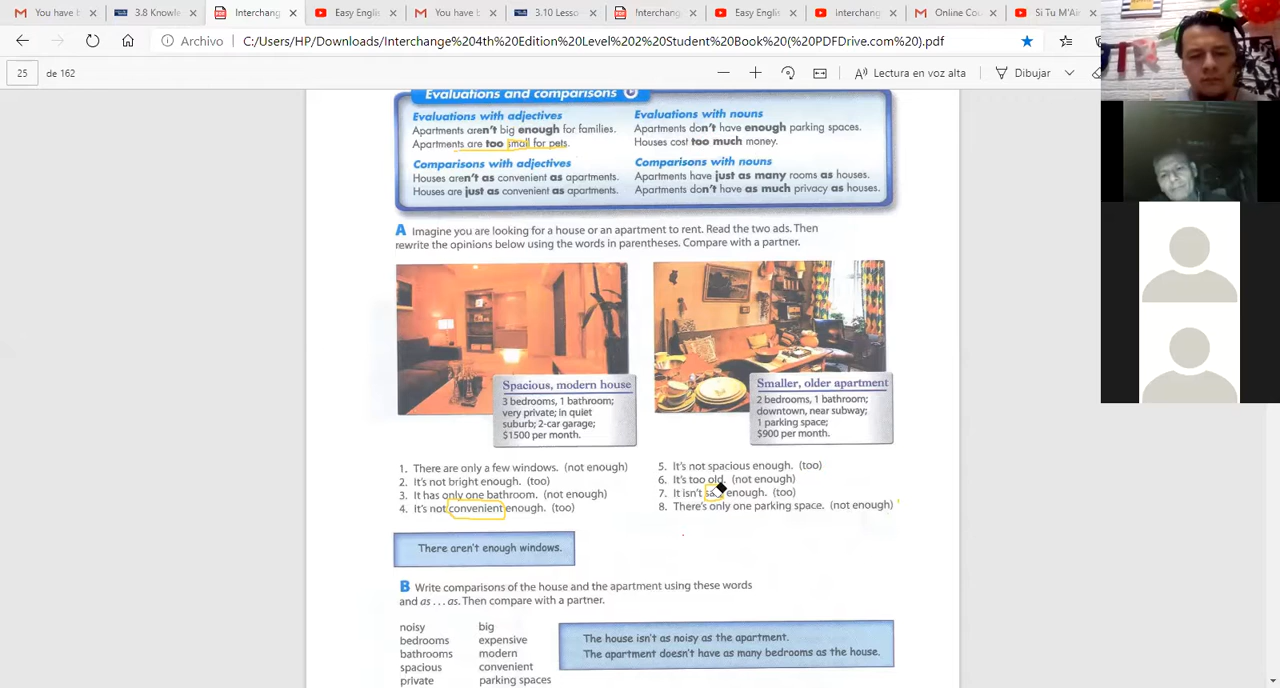 You have b
3.8 Knowle
Interchang
Easy Englis
You have b
3.10 Lesso
Interchang
Easy Englis
interchang
Online Cou
Si Tu M'Ai
Archivo
C:/Users/HP/Downloads/Interchange%204th%20Edition%20Level%202%20Student%20Book%20(%20PDFDrive.com%20).pdf
25
de 162
Lectura en voz alta
Dibujar
Evaluations and comparisons
Evaluations with adjectives
Apartments aren't big enough for families.
Apartments are too small for pets.
Comparisons with adjectives
Houses aren't as convenient as apartments.
Houses are just as convenient as apartments.
Evaluations with nouns
Apartments don't have enough parking spaces.
Houses cost too much money.
Comparisons with nouns
Apartments have just as many rooms as houses.
Apartments don't have as much privacy as houses.
A Imagine you are looking for a house or an apartment to rent. Read the two ads. Then
rewrite the opinions below using the words in parentheses. Compare with a partner.
Spacious, modern house
3 bedrooms, 1 bathroom;
very private; in quiet
suburb; 2-car garage;
$1500 per month.
Smaller, older apartment
2 bedrooms, 1 bathroom;
downtown, near subway;
1 parking space;
$900 per month.
1. There are only a few windows. (not enough)
2. It's not bright enough. (too)
3. It has only one bathroom. (not enough)
4. It's not convenient enough. (too)
5. It's not spacious enough. (too)
6. It's too old. (not enough)
7. It isn't enough. (too)
8. There's only one parking space. (not enough)
There aren't enough windows.
B Write comparisons of the house and the apartment using these words
and as . . . as. Then compare with a partner.
noisy
bedrooms
bathrooms
spacious
private
big
expensive
modern
convenient
parking spaces
The house isn't as noisy as the apartment.
The apartment doesn't have as many bedrooms as the house.